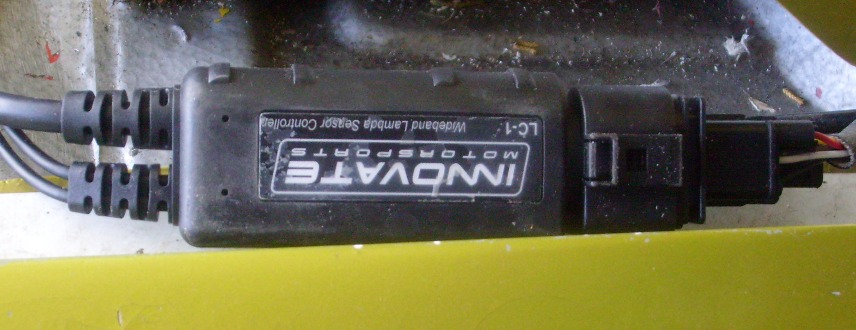 INNOVATE
MOTORSPORTS
LC-1
Wideband Lambda Sensor Controller